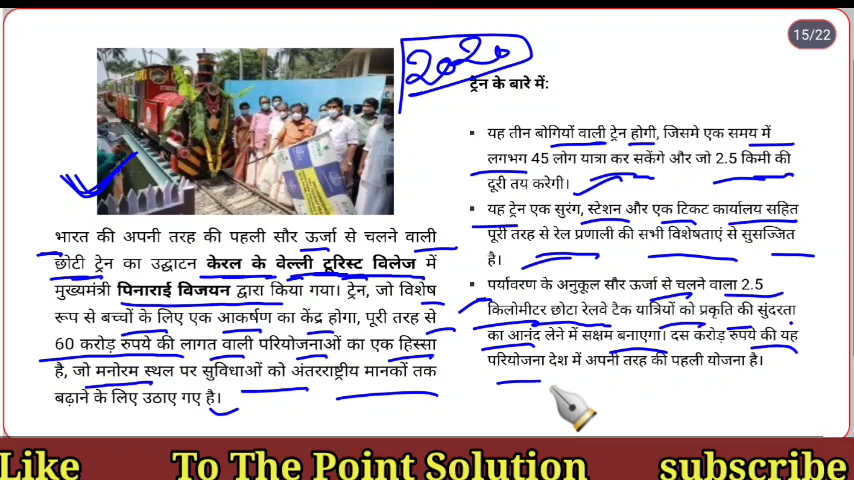 15/22
2020
ट्रेन के बारे में:
यह तीन बोगियों वाली ट्रेन होगी, जिसमे एक समय में
लगभग 45 लोग यात्रा कर सकेंगे और जो 2.5 किमी की
दूरी तय करेगी।
यह ट्रेन एक सुरंग, स्टेशन और एक टिकट कार्यालय सहित
पूरी तरह से रेल प्रणाली की सभी विशेषताएं से सुसज्जित
है।
पर्यावरण के अनुकूल सौर ऊर्जा से चलने वाला 2.5
किलोमीटर छोटा रेलवे टैक यात्रियों को प्रकृति की सुंदरता
का आनंद लेने में सक्षम बनाएगा। दस करोड़ रुपये की यह
परियोजना देश में अपनी तरह की पहली योजना है।
भारत की अपनी तरह की पहली सौर ऊर्जा से चलने वाली
छोटी ट्रेन का उद्घाटन केरल के वेल्ली टूरिस्ट विलेज में
मुख्यमंत्री पिनाराई विजयन द्वारा किया गया। ट्रेन, जो विशेष
रूप से बच्चों के लिए एक आकर्षण का केंद्र होगा, पूरी तरह से
60 करोड़ रुपये की लागत वाली परियोजनाओं का एक हिस्सा
है, जो मनोरम स्थल पर सुविधाओं को अंतरराष्ट्रीय मानकों तक
बढ़ाने के लिए उठाए गए है।
Like To The Point Solution subscribe